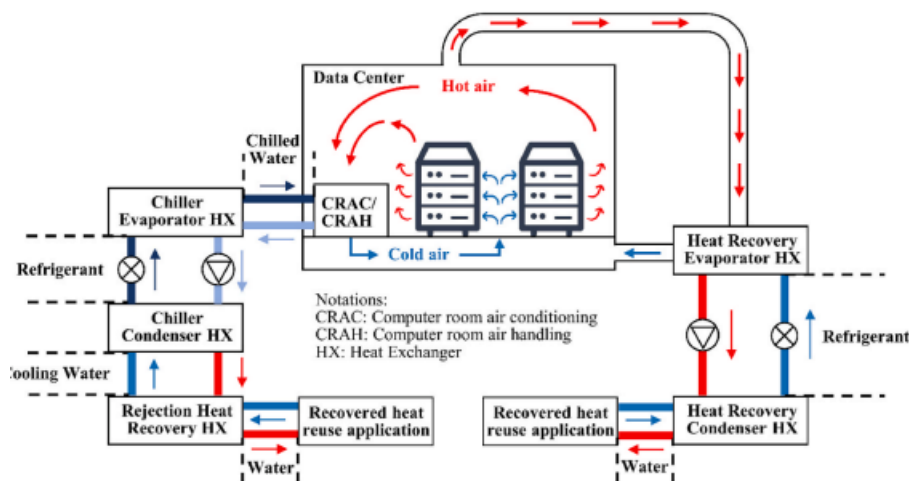 Data Center
Hot air
Chilled
Water
Chiller
Evaporator HX
CRAC/
CRAH
Cold air
Heat Recovery
Evaporator HX
Refrigerant
Notations:
CRAC: Computer room air conditioning
CRAH: Computer room air handling
HX: Heat Exchanger
Chiller
Condenser HX
Refrigerant
ooling Water
Rejection Heat
Recovery HX
Recovered heat
reuse application
Recovered heat
reuse application
Heat Recovery
Condenser HX
Water
Water